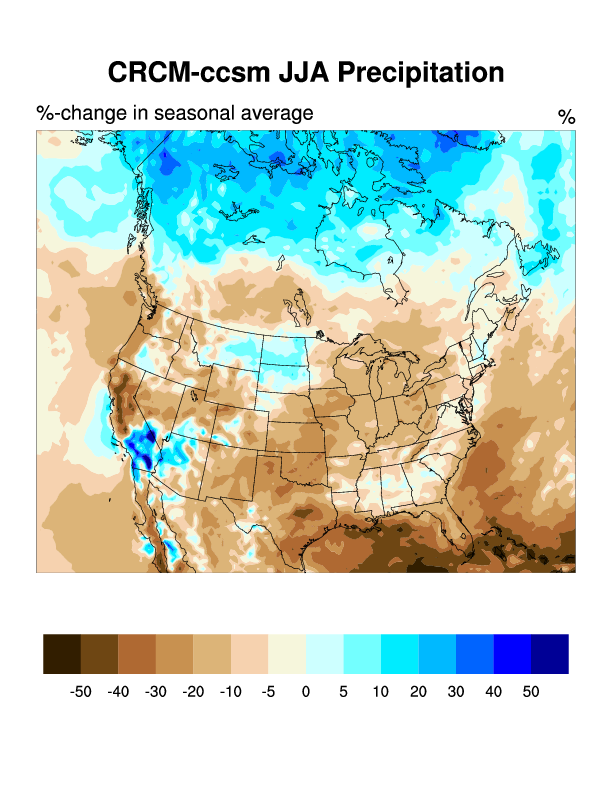 CRCM-ccsm JJA Precipitation
%-change in seasonal average %
-50 -40 -30 -20 -10 -5 0 5 10 20 30 40 50